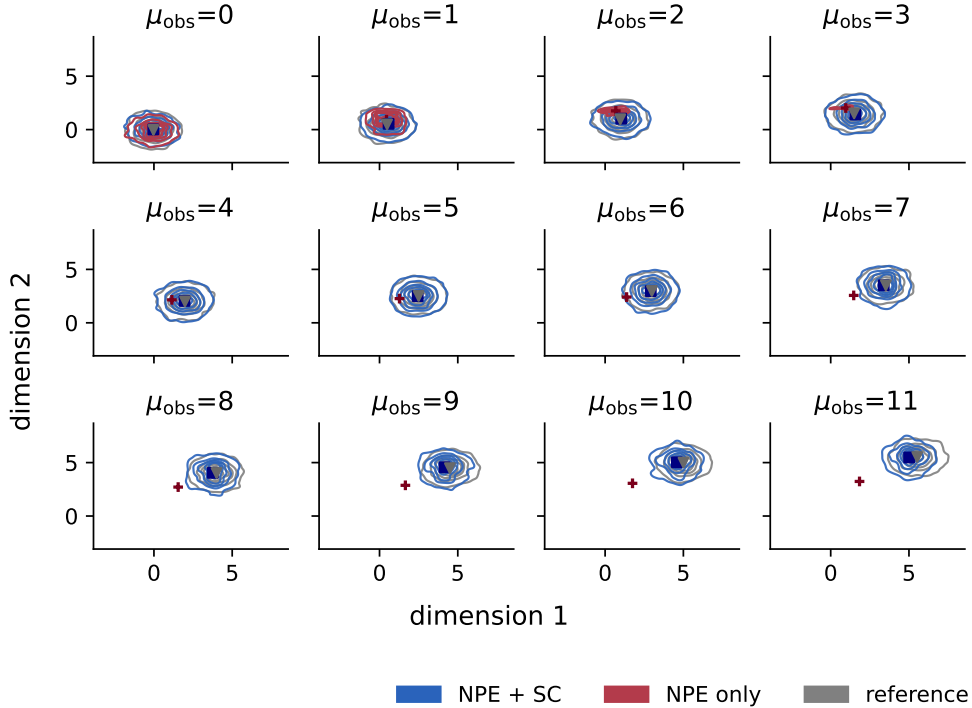 μobs=0 μobs=1 μobs=2 μobs=3
5
0
μobs=4 μobs=5 μobs=6 μobs=7
5
0
μobs=8 μobs=9 μobs=10 μobs=11
5
0
0 5 0 5 0 5 0 5
dimension 2
dimension 1
NPE + SC NPE only reference